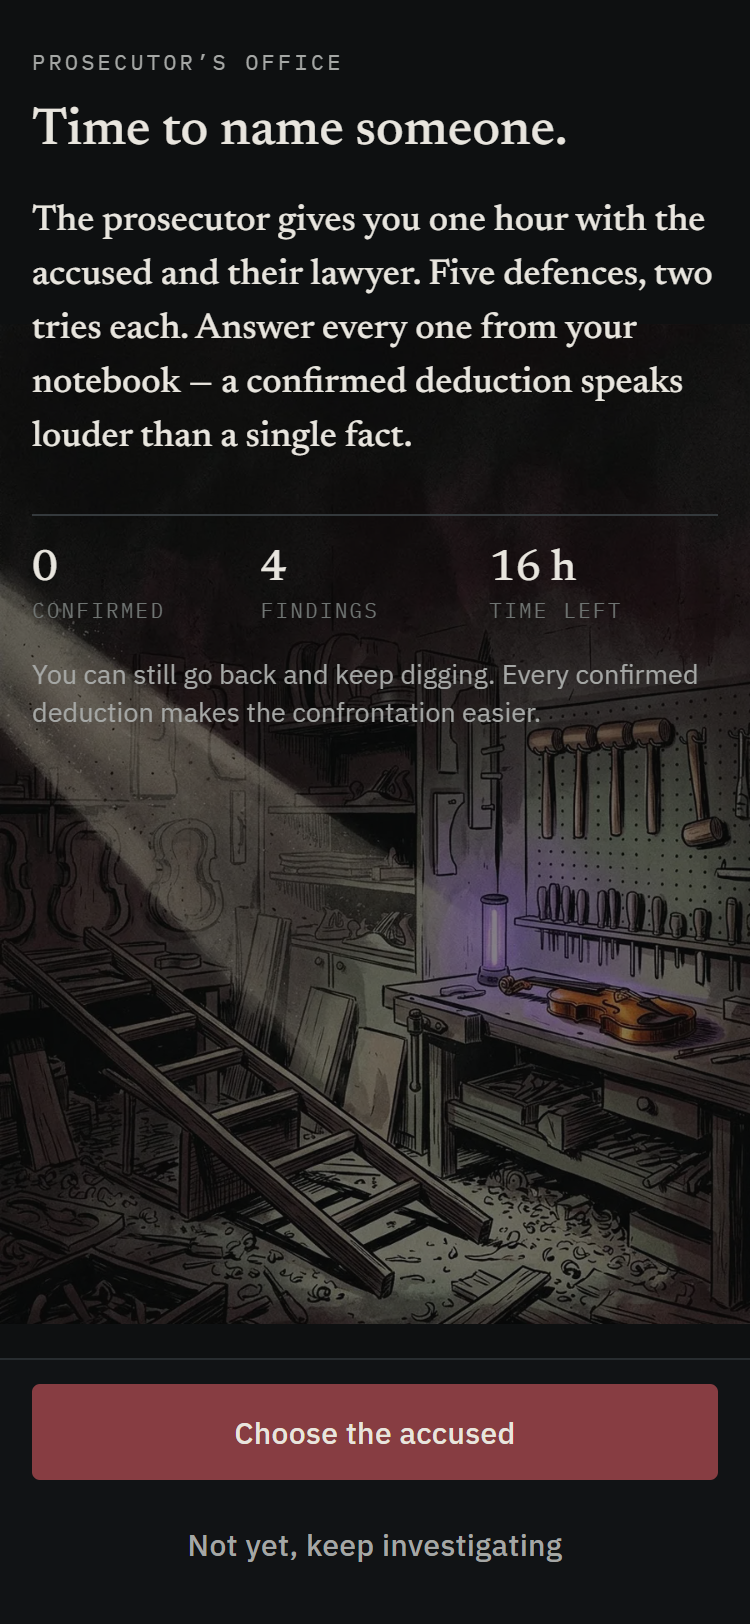 PROSECUTOR’S OFFICE
Time to name someone.
The prosecutor gives you one hour with the
accused and their lawyer. Five defences, two
tries each. Answer every one from your
notebook — a confirmed deduction speaks
louder than a single fact.
0 4 16 h
CONFIRMED FINDINGS TIME LEFT
You can still go back and keep digging. Every confirmed
deduction makes the confrontation easier.
Choose the accused
Not yet, keep investigating